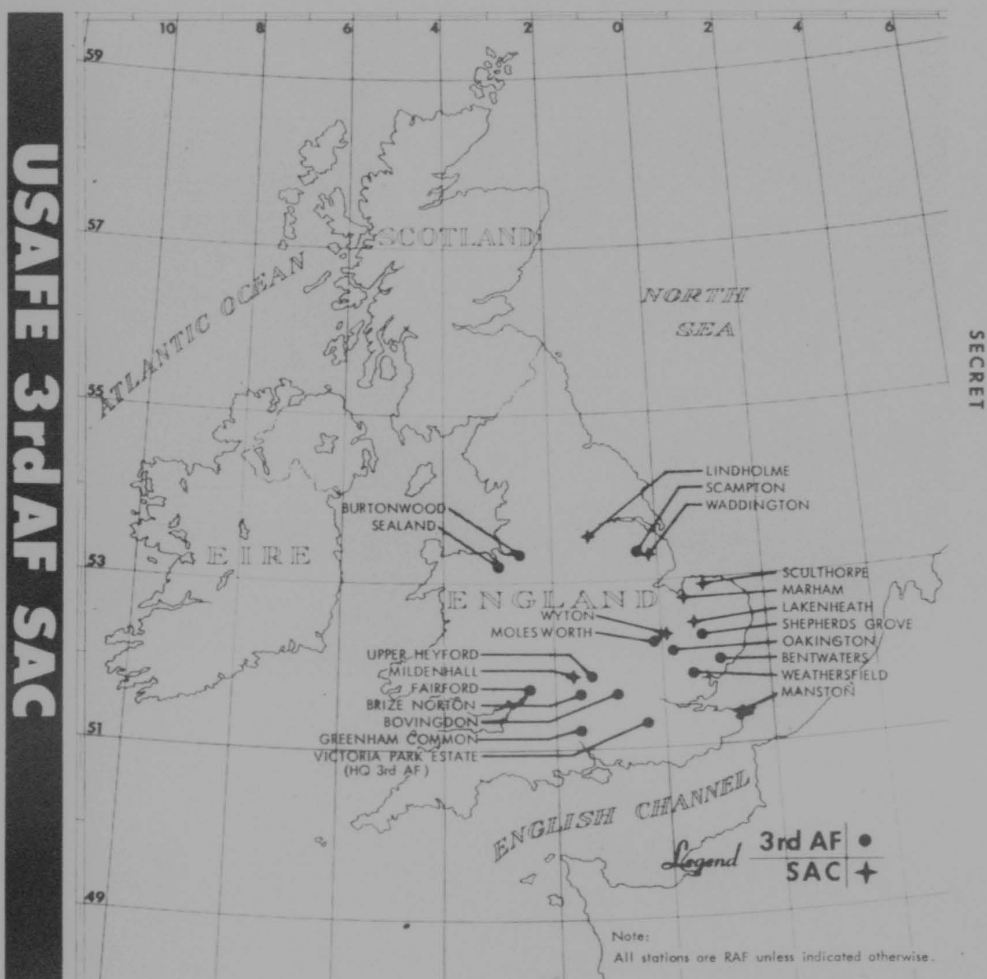 USAFE 3rd AF SAC
10 8 6 4 2 0 2 4 6
59
57
55
53
51
49
SCOTLAND
ATLANTIC OCEAN
NORTH
SEA
SECRET
LINDHOLME
SCAMPTON
WADDINGTON
BURTONWOOD
SEALAND
EIRE
ENGLAND
SCULTHORPE
MARHAM
LAKENHEATH
SHEPHERDS GROVE
OAKINGTON
BENTWATERS
WEATHERSFIELD
MANSTON
WYTON
MOLESWORTH
UPPER HEYFORD
MILDENHALL
FAIRFORD
BRIZE NORTON
BOVINGDON
GREENHAM COMMON
VICTORIA PARK ESTATE
(HQ 3rd AF)
ENGLISH CHANNEL
Legend
3rd AF
SAC
Note:
All stations are RAF unless indicated otherwise.